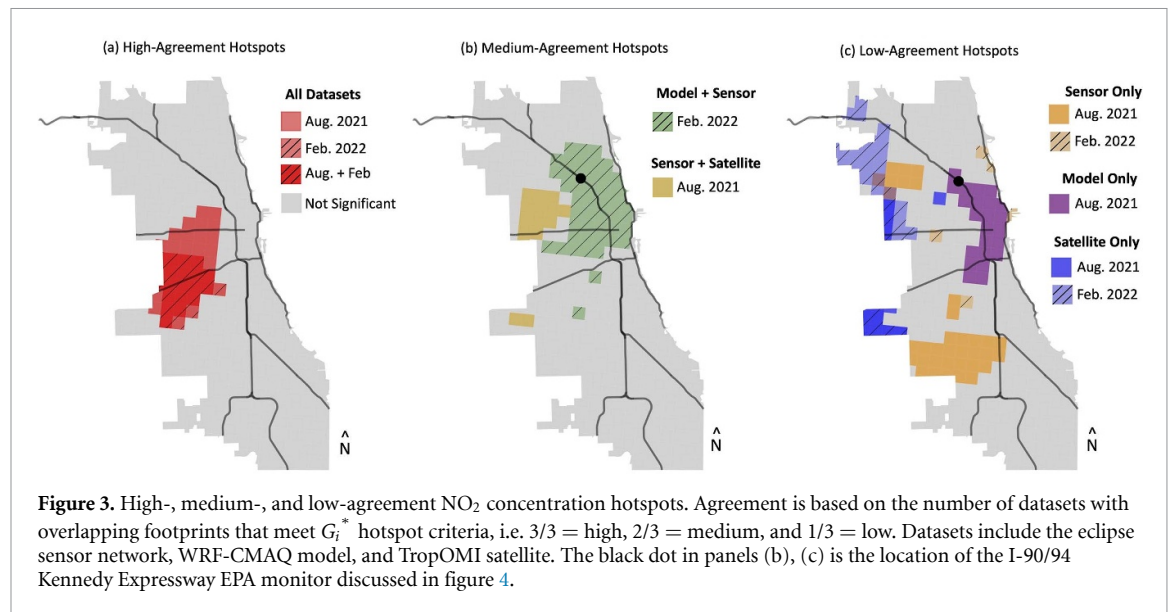 (a) High-Agreement Hotspots
All Datasets
Aug. 2021
Feb. 2022
Aug. + Feb
Not Significant
^
N
(b) Medium-Agreement Hotspots
Model + Sensor
Feb. 2022
Sensor + Satellite
Aug. 2021
^
N
(c) Low-Agreement Hotspots
Sensor Only
Aug. 2021
Feb. 2022
Model Only
Aug. 2021
Satellite Only
Aug. 2021
Feb. 2022
^
N
Figure 3. High-, medium-, and low-agreement NO₂ concentration hotspots. Agreement is based on the number of datasets with
overlapping footprints that meet Gᵢ* hotspot criteria, i.e. 3/3 = high, 2/3 = medium, and 1/3 = low. Datasets include the eclipse
sensor network, WRF-CMAQ model, and TropOMI satellite. The black dot in panels (b), (c) is the location of the I-90/94
Kennedy Expressway EPA monitor discussed in figure 4.